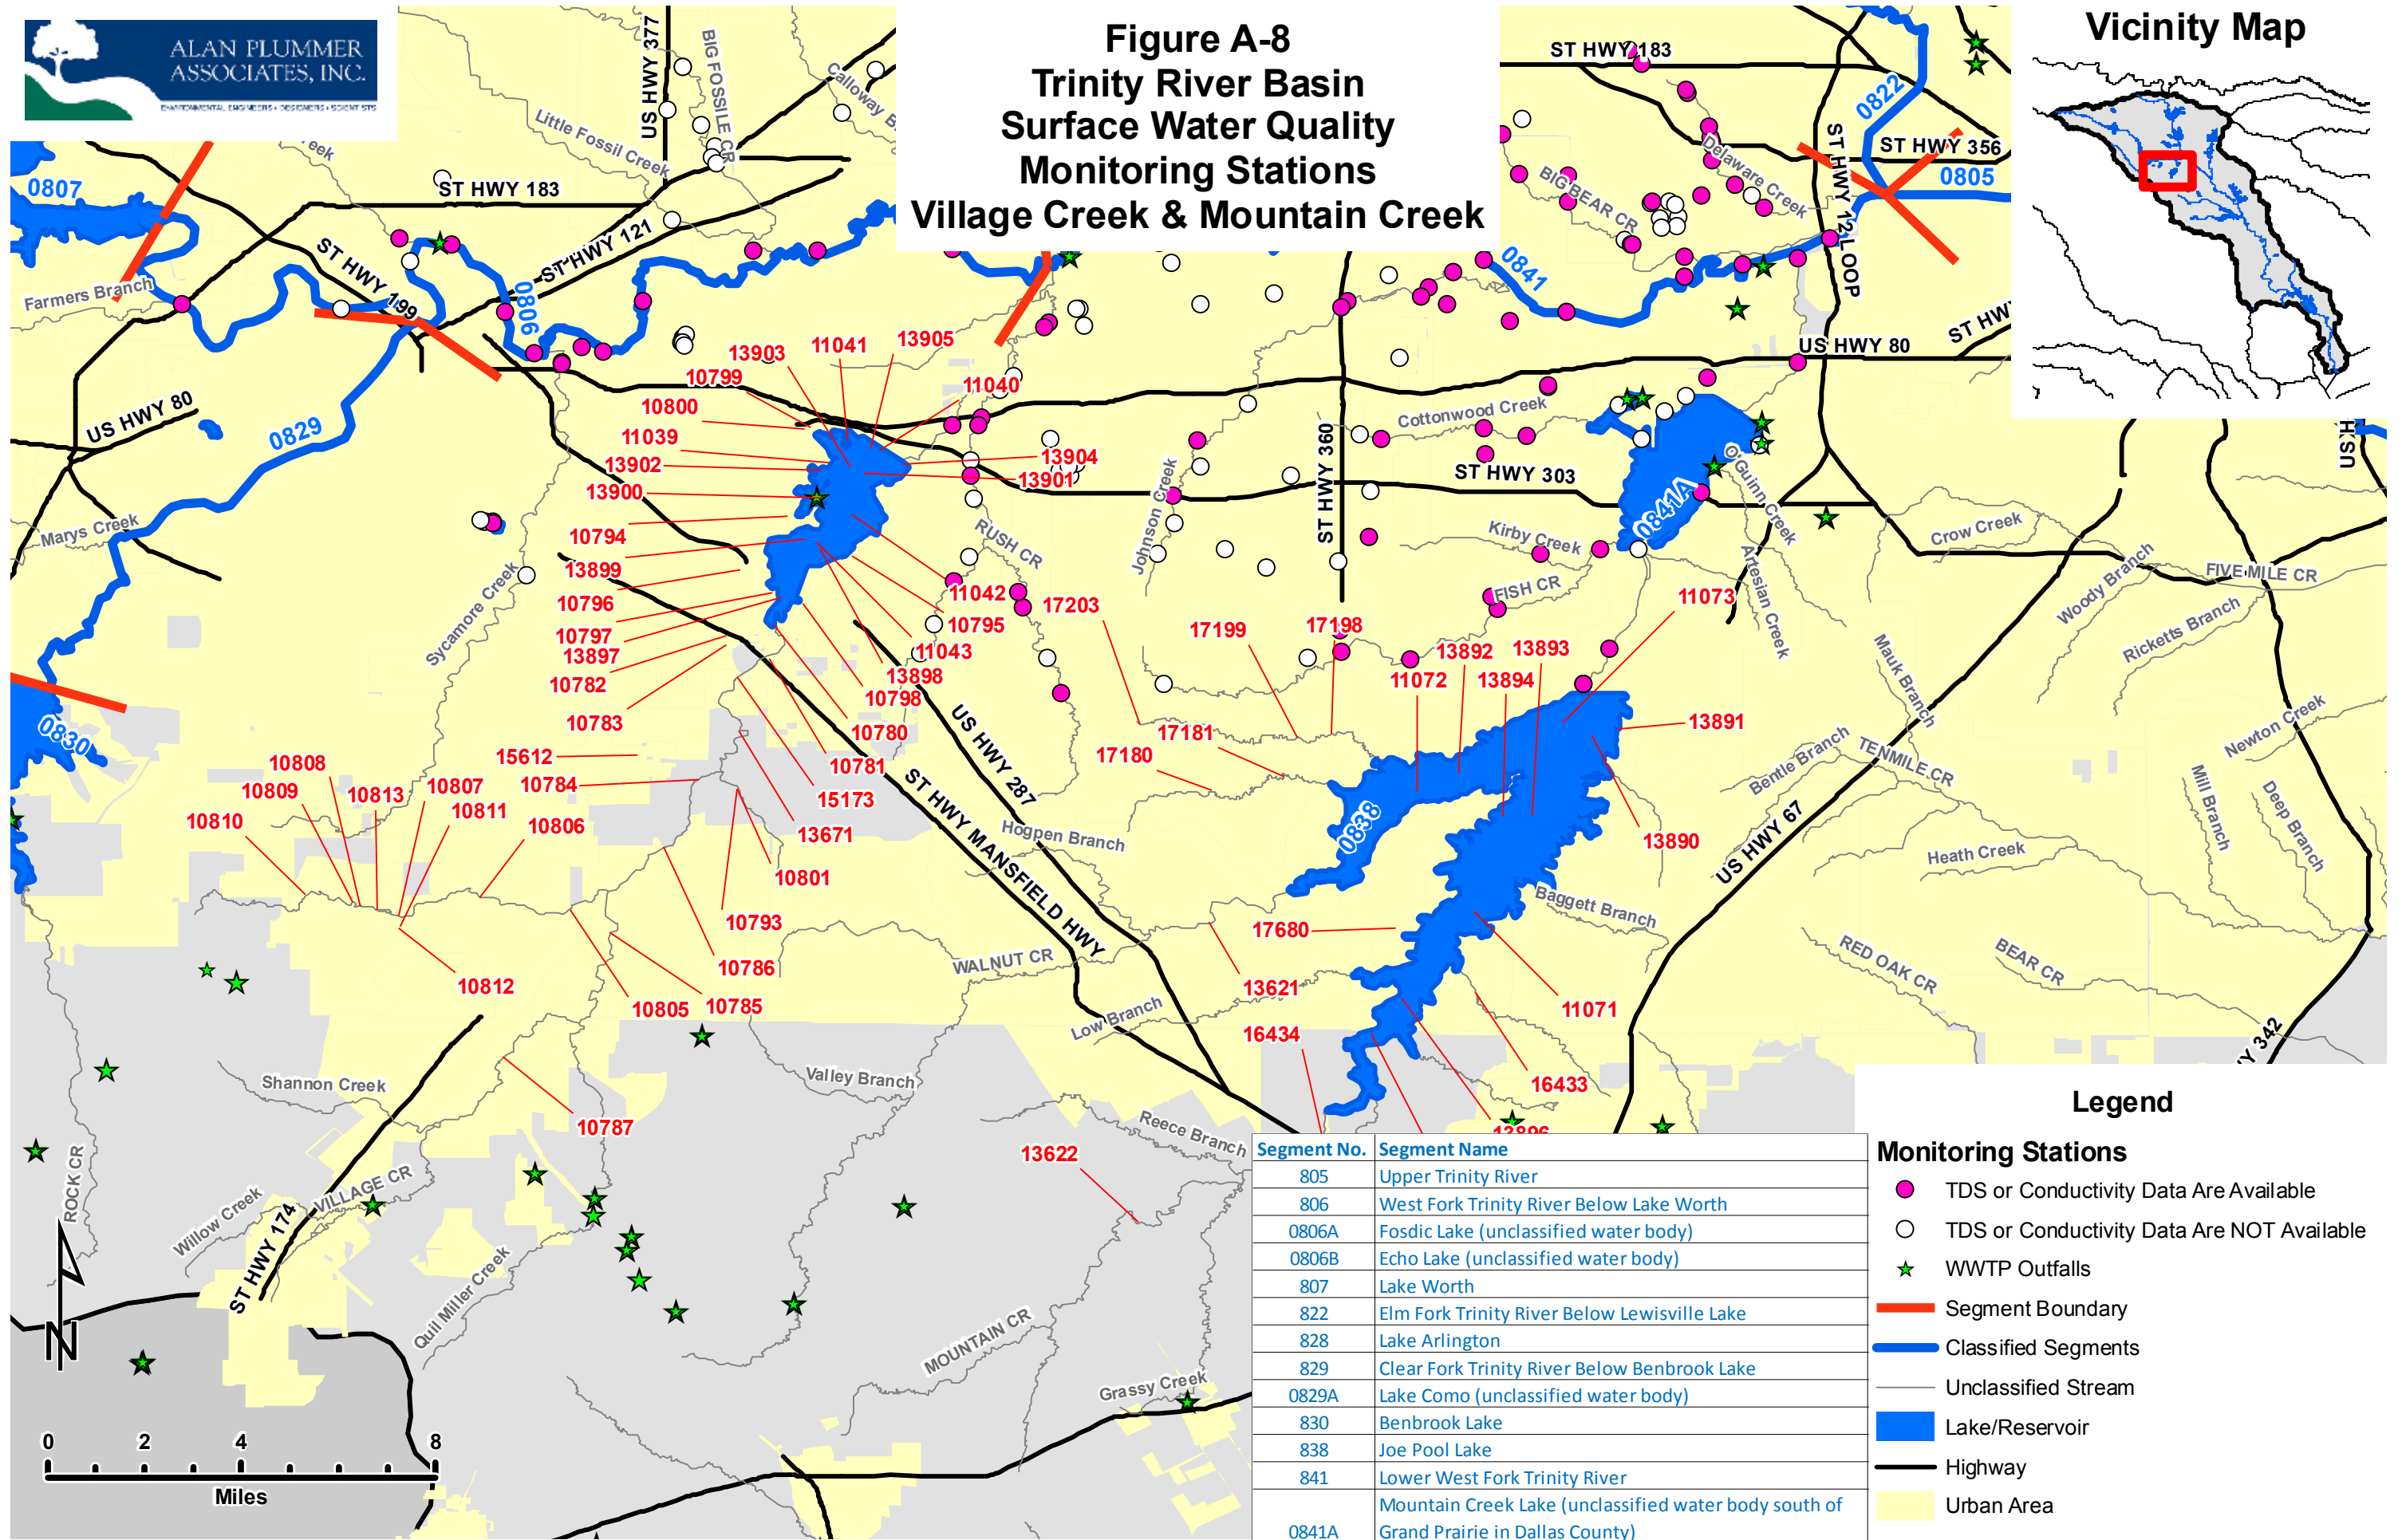 ALAN PLUMMER
ASSOCIATES, INC.
ENVIRONMENTAL ENGINEERS • DESIGNERS • SCIENTISTS
Figure A-8
Trinity River Basin
Surface Water Quality
Monitoring Stations
Village Creek & Mountain Creek
Vicinity Map
US HWY 377
BIG FOSSILE CR
Calloway B
Little Fossil Creek
eek
ST HWY 183
ST HWY 183
0822
ST HWY 356
0805
ST HWY 12 LOOP
Delaware Creek
BIG BEAR CR
0807
ST HWY 121
ST HWY 199
0806
Farmers Branch
0841
ST HW
US HWY 80
US HWY 80
0829
13903
11041
13905
10799
11040
10800
11039
13902
13904
13901
13900
10794
13899
10796
10797
13897
10782
10783
11042
10795
11043
13898
10798
10780
10781
15173
13671
10801
10793
10786
10785
10805
15612
10784
Cottonwood Creek
ST HWY 360
ST HWY 303
Johnson Creek
RUSH CR
O'Guinn Creek
0841A
Kirby Creek
FISH CR
Artesian Creek
Crow Creek
Woody Branch
FIVE MILE CR
Ricketts Branch
US H
Marys Creek
Sycamore Creek
17203
17199
17198
11073
13892
13893
11072
13894
13891
17181
17180
13890
Mauk Branch
Newton Creek
Bentle Branch
TENMILE CR
Mill Branch
Deep Branch
US HWY 67
Heath Creek
0830
10808
10809
10813
10807
10811
10810
10806
10812
US HWY 287
ST HWY MANSFIELD HWY
Hogpen Branch
0838
Baggett Branch
17680
WALNUT CR
13621
Low Branch
16434
11071
16433
13896
RED OAK CR
BEAR CR
Y 342
Shannon Creek
Valley Branch
10787
Reece Branch
13622
ROCK CR
Willow Creek
VILLAGE CR
ST HWY 174
Quil Miller Creek
MOUNTAIN CR
Grassy Creek
N
0 2 4 8
Miles
Segment No. Segment Name
805 Upper Trinity River
806 West Fork Trinity River Below Lake Worth
0806A Fosdic Lake (unclassified water body)
0806B Echo Lake (unclassified water body)
807 Lake Worth
822 Elm Fork Trinity River Below Lewisville Lake
828 Lake Arlington
829 Clear Fork Trinity River Below Benbrook Lake
0829A Lake Como (unclassified water body)
830 Benbrook Lake
838 Joe Pool Lake
841 Lower West Fork Trinity River
Mountain Creek Lake (unclassified water body south of
0841A Grand Prairie in Dallas County)
Legend
Monitoring Stations
TDS or Conductivity Data Are Available
TDS or Conductivity Data Are NOT Available
WWTP Outfalls
Segment Boundary
Classified Segments
Unclassified Stream
Lake/Reservoir
Highway
Urban Area